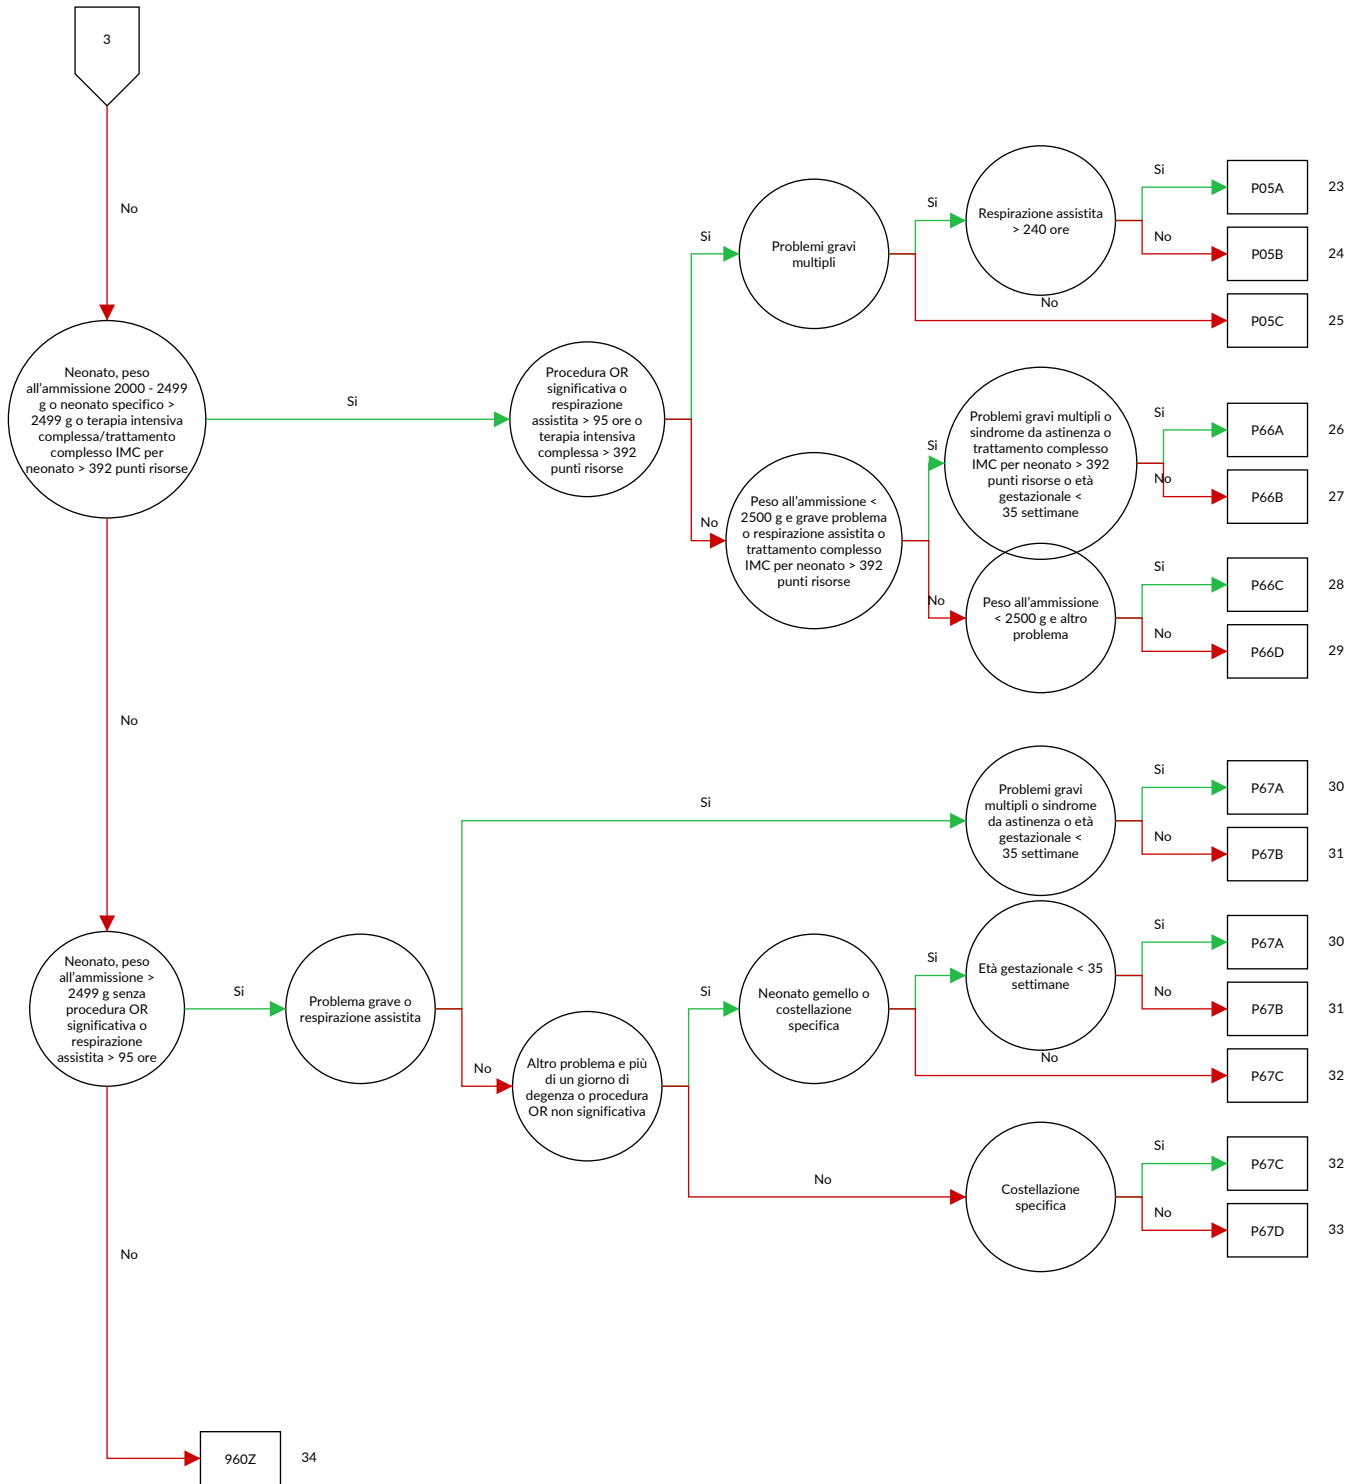 3
No
Si
P05A
23
Respirazione assistita
> 240 ore
Si
No
P05B
24
Si
Problemi gravi
multipli
No
P05C
25
Neonato, peso
all'ammissione 2000 - 2499
g o neonato specifico >
2499 g o terapia intensiva
complessa/trattamento
complesso IMC per
neonato > 392 punti risorse
Si
Procedura OR
significativa o
respirazione
assistita > 95 ore o
terapia intensiva
complessa > 392
punti risorse
Problemi gravi multipli o
sindrome da astinenza o
trattamento complesso
IMC per neonato > 392
punti risorse o età
gestazionale <
35 settimane
Si
P66A
26
Si
No
P66B
27
No
Peso all'ammissione <
2500 g e grave problema
o respirazione assistita o
trattamento complesso
IMC per neonato > 392
punti risorse
Si
P66C
28
No
Peso all'ammissione
< 2500 g e altro
problema
No
P66D
29
No
Si
Problemi gravi
multipli o sindrome
da astinenza o età
gestazionale <
35 settimane
Si
P67A
30
No
P67B
31
Neonato, peso
all'ammissione >
2499 g senza
procedura OR
significativa o
respirazione
assistita > 95 ore
Si
Problema grave o
respirazione assistita
Si
Neonato gemello o
costellazione
specifica
Si
Età gestazionale < 35
settimane
Si
P67A
30
No
P67B
31
No
Altro problema e più
di un giorno di
degenza o procedura
OR non significativa
No
P67C
32
No
Costellazione
specifica
Si
P67C
32
No
P67D
33
No
960Z
34